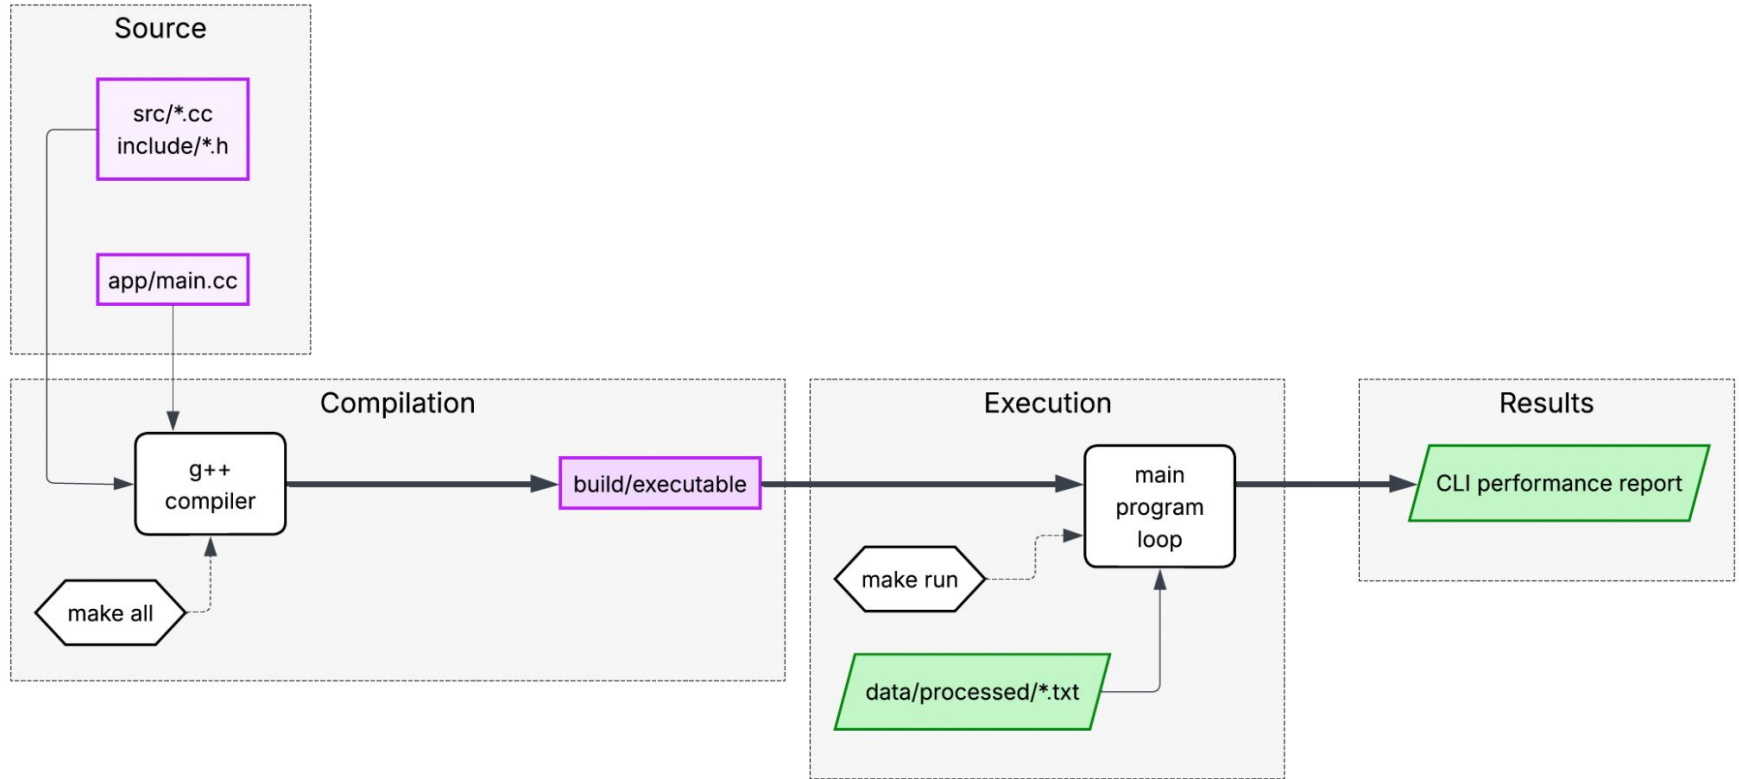 Source
src/*.cc
include/*.h
app/main.cc
Compilation
g++
compiler
build/executable
make all
Execution
main
program
loop
make run
data/processed/*.txt
Results
CLI performance report